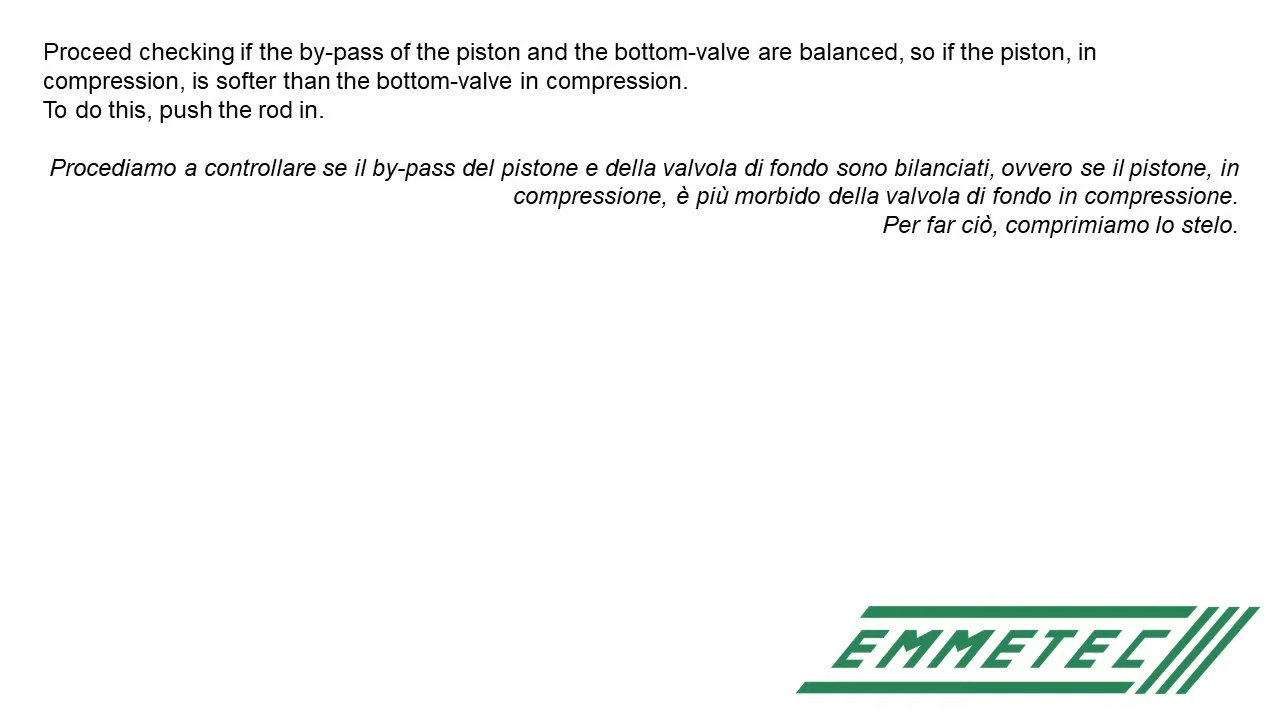 Proceed checking if the by-pass of the piston and the bottom-valve are balanced, so if the piston, in
compression, is softer than the bottom-valve in compression.
To do this, push the rod in.
Procediamo a controllare se il by-pass del pistone e della valvola di fondo sono bilanciati, ovvero se il pistone, in
compressione, è più morbido della valvola di fondo in compressione.
Per far ciò, comprimiamo lo stelo.
EMMETEC